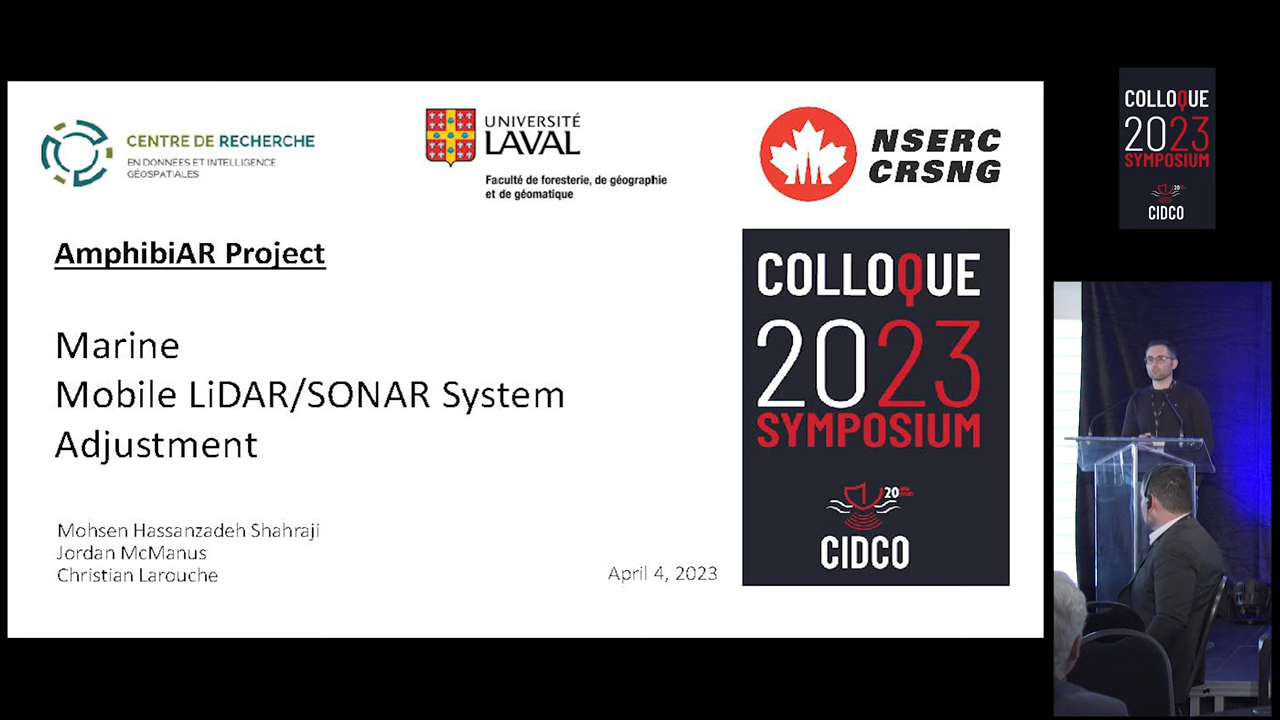 CENTRE DE RECHERCHE
EN DONNÉES ET INTELLIGENCE
GÉOSPATIALES
UNIVERSITÉ
LAVAL
Faculté de foresterie, de géographie
et de géomatique
NSERC
CRSNG
AmphibiAR Project
Marine
Mobile LiDAR/SONAR System
Adjustment
Mohsen Hassanzadeh Shahraji
Jordan McManus
Christian Larouche
April 4, 2023
COLLOQUE
2023
SYMPOSIUM
20
CIDCO
COLLOQUE
2023
SYMPOSIUM
CIDCO